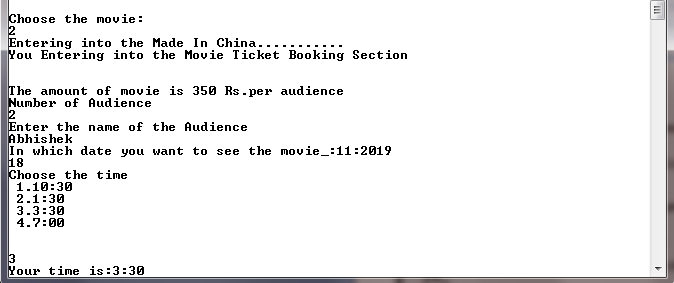 Choose the movie:
2
Entering into the Made In China...........
You Entering into the Movie Ticket Booking Section
The amount of movie is 350 Rs.per audience
Number of Audience
2
Enter the name of the Audience
Abhishek
In which date you want to see the movie_:11:2019
18
Choose the time
1.10:30
2.1:30
3.3:30
4.7:00
3
Your time is:3:30